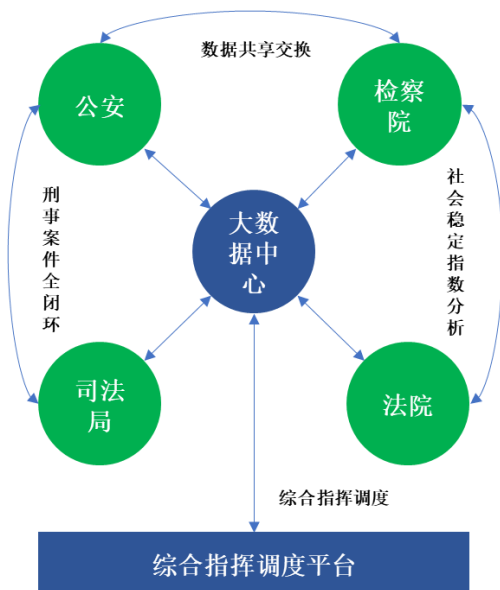 数据共享交换
公安
检察
院
刑事案件全闭环
大数
据中
心
社会稳定指数分析
司法
局
法院
综合指挥调度
综合指挥调度平台